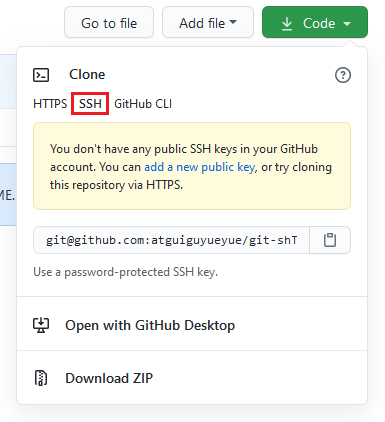 Go to file Add file Code
Clone
HTTPS SSH GitHub CLI
You don't have any public SSH keys in your GitHub
account. You can add a new public key, or try cloning
ME. this repository via HTTPS.
git@github.com:atguiguyueyue/git-shT
Use a password-protected SSH key.
Open with GitHub Desktop
Download ZIP